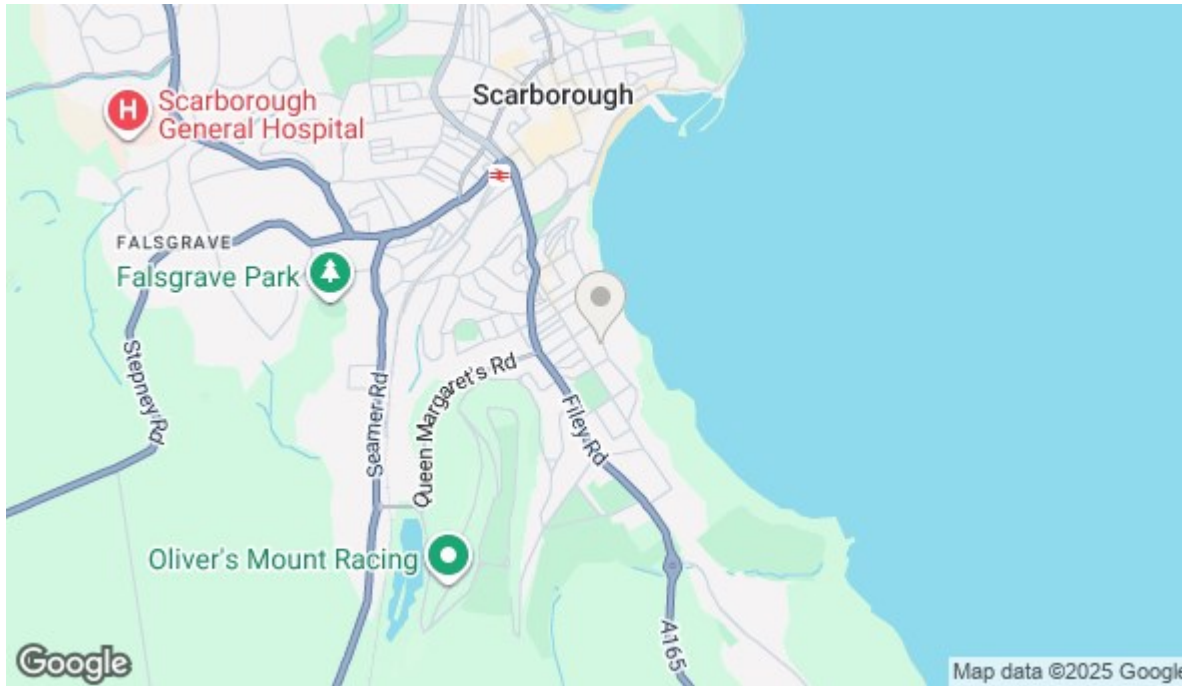 Scarborough
H
Scarborough
General Hospital
FALSGRAVE
Falsgrave Park
Stepney Rd
Seamer Rd
Queen Margaret's Rd
Filey Rd
Oliver's Mount Racing
A165
Google
Map data ©2025 Google